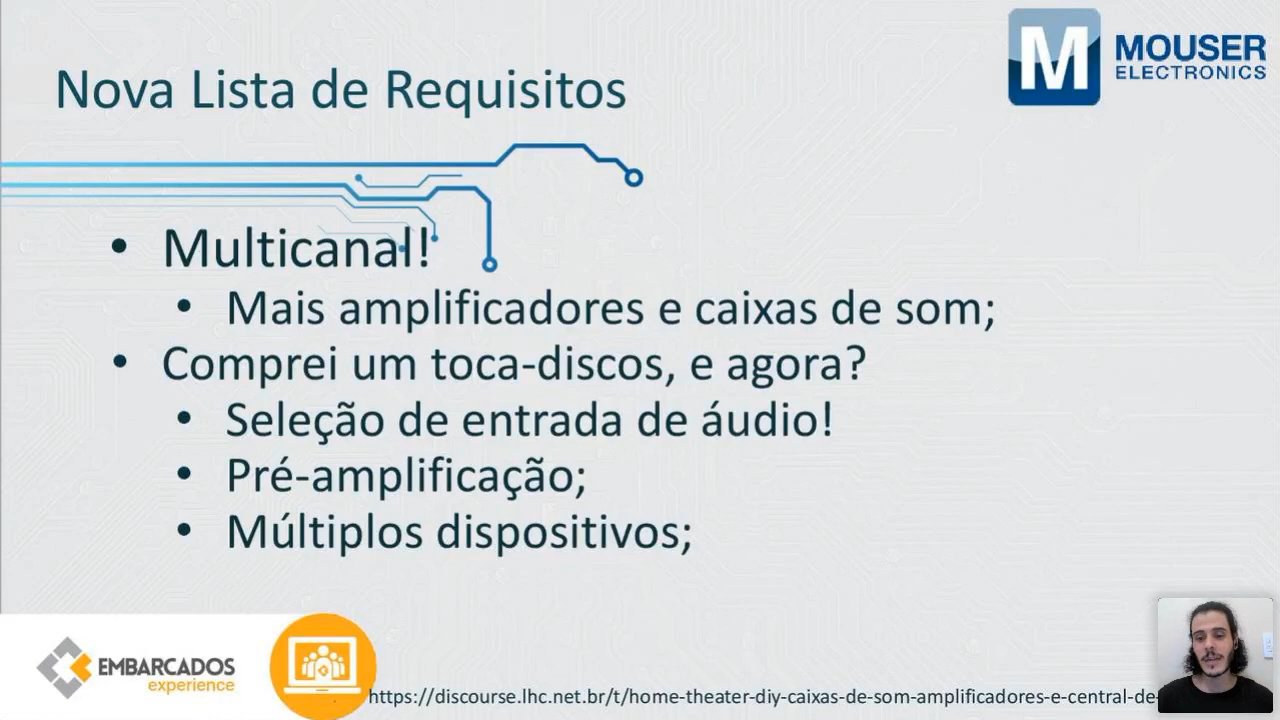 Nova Lista de Requisitos
M MOUSER
ELECTRONICS
• Multicanal!
• Mais amplificadores e caixas de som;
• Comprei um toca-discos, e agora?
• Seleção de entrada de áudio!
• Pré-amplificação;
• Múltiplos dispositivos;
EMBARCADOS
experience
https://discourse.lhc.net.br/t/home-theater-diy-caixas-de-som-amplificadores-e-central-de-